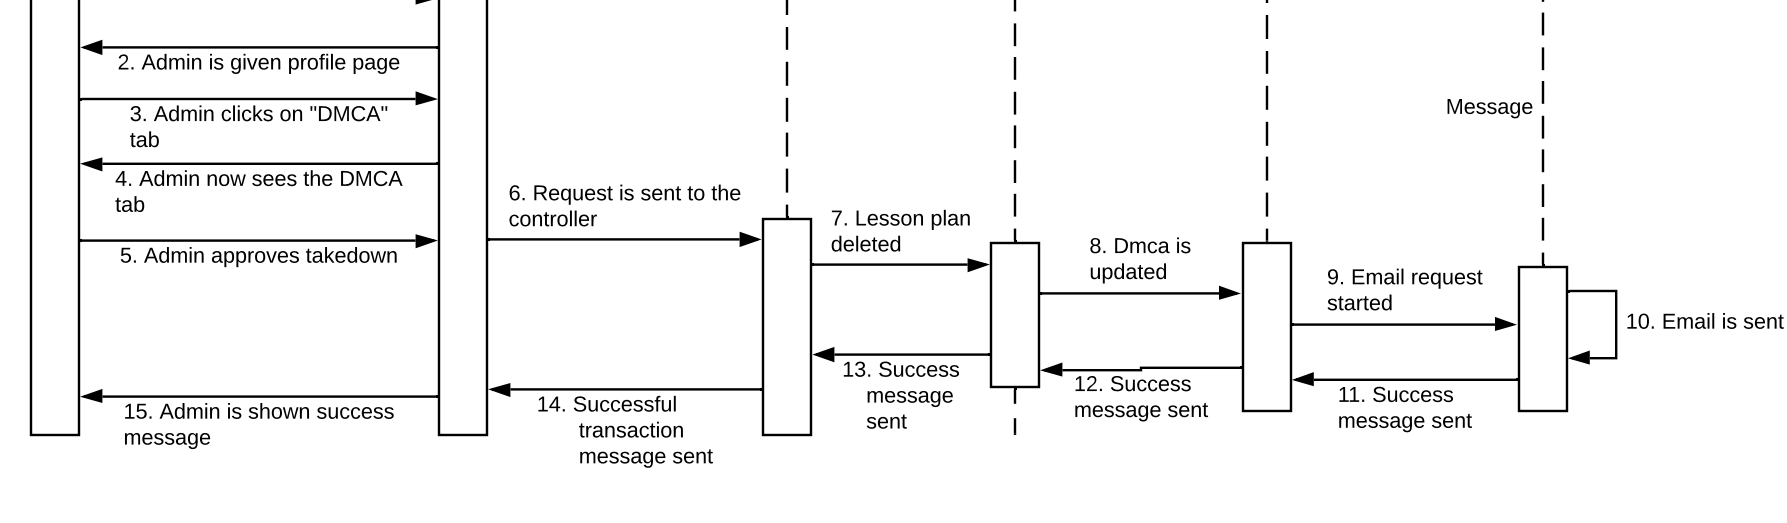 2. Admin is given profile page
3. Admin clicks on "DMCA"
tab
4. Admin now sees the DMCA
tab
5. Admin approves takedown
6. Request is sent to the
controller
7. Lesson plan
deleted
8. Dmca is
updated
Message
9. Email request
started
10. Email is sent
11. Success
message sent
12. Success
message sent
13. Success
message
sent
14. Successful
transaction
message sent
15. Admin is shown success
message